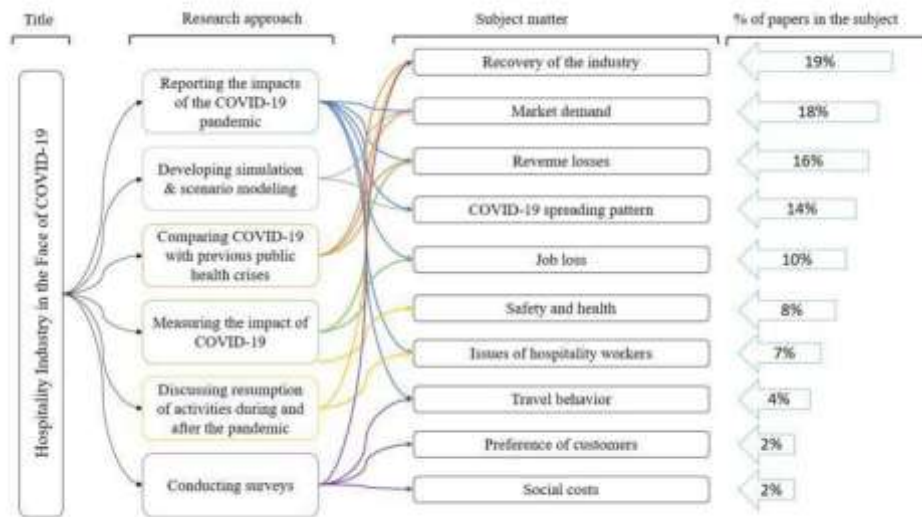 Title
Research approach
Subject matter
% of papers in the subject
Hospitality Industry in the Face of COVID-19
Reporting the impacts
of the COVID-19
pandemic
Developing simulation
& scenario modeling
Comparing COVID-19
with previous public
health crises
Measuring the impact of
COVID-19
Discussing resumption
of activities during and
after the pandemic
Conducting surveys
Recovery of the industry
Market demand
Revenue losses
COVID-19 spreading pattern
Job loss
Safety and health
Issues of hospitality workers
Travel behavior
Preference of customers
Social costs
19%
18%
16%
14%
10%
8%
7%
4%
2%
2%